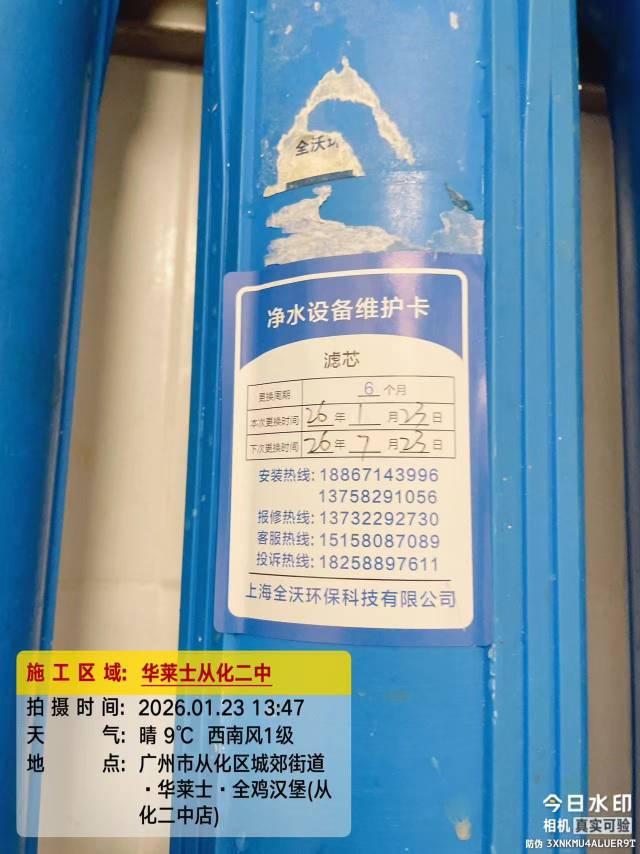 全沃环
净水设备维护卡
滤芯
更换周期 6 个月
本次更换时间 26 年 1 月 23 日
下次更换时间 26 年 7 月 23 日
安装热线: 18867143996
13758291056
报修热线: 13732292730
客服热线: 15158087089
投诉热线: 18258897611
上海全沃环保科技有限公司
施工区域: 华莱士从化二中
拍摄时间: 2026.01.23 13:47
天气: 晴 9℃ 西南风1级
地点: 广州市从化区城郊街道
·华莱士·全鸡汉堡(从
化二中店)
今日水印
相机 真实可验
防伪 3XNKMU4ALUER9T